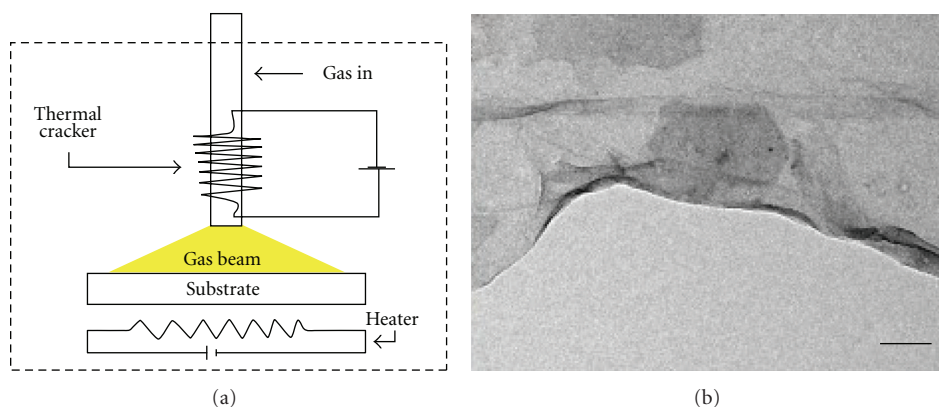 Gas in
Thermal
cracker
Gas beam
Substrate
Heater
(a)
(b)